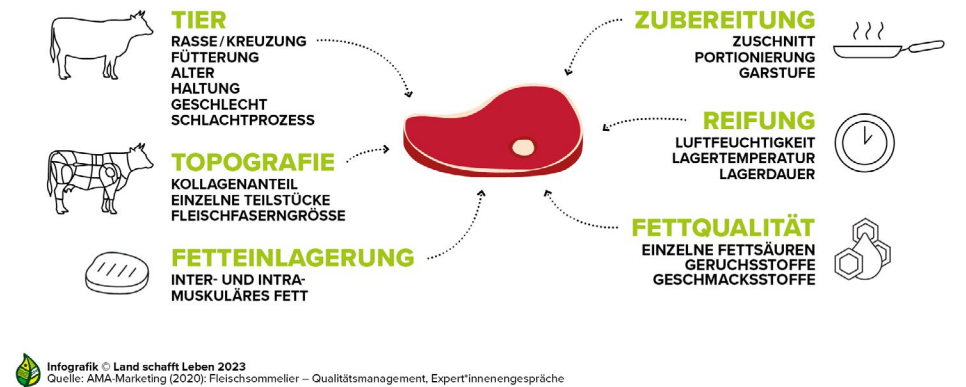 TIER
RASSE/KREUZUNG
FÜTTERUNG
ALTER
HALTUNG
GESCHLECHT
SCHLACHTPROZESS
TOPOGRAFIE
KOLLAGENANTEIL
EINZELNE TEILSTÜCKE
FLEISCHFASERNGRÖSSE
FETTEINLAGERUNG
INTER- UND INTRA-
MUSKULÄRES FETT
ZUBEREITUNG
ZUSCHNITT
PORTIONIERUNG
GARSTUFE
REIFUNG
LUFTFEUCHTIGKEIT
LAGERTEMPERATUR
LAGERDAUER
FETTQUALITÄT
EINZELNE FETTSÄUREN
GERUCHSSTOFFE
GESCHMACKSSTOFFE
Infografik © Land schafft Leben 2023
Quelle: AMA-Marketing (2020): Fleischsommelier – Qualitätsmanagement, Expert*innenengespräche